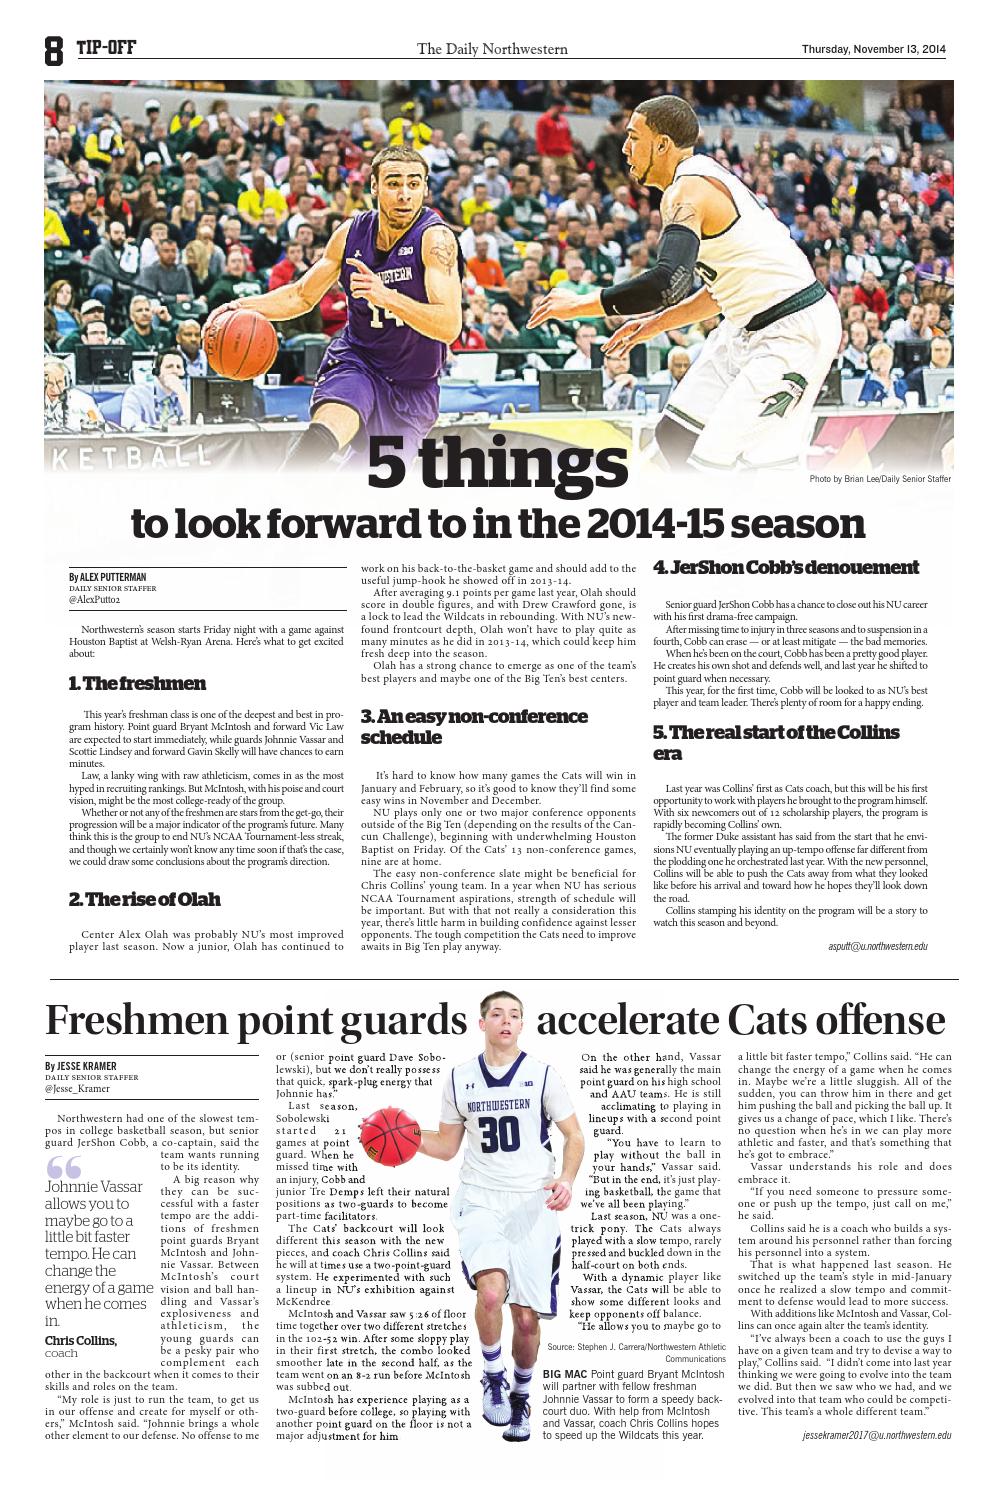 8 TIP-OFF
The Daily Northwestern
Thursday, November 13, 2014
WESTERN
14
KETBALL
Photo by Brian Lee/Daily Senior Staffer
5 things
to look forward to in the 2014-15 season
By ALEX PUTTERMAN
DAILY SENIOR STAFFER
@AlexPutto2
Northwestern's season starts Friday night with a game against
Houston Baptist at Welsh-Ryan Arena. Here's what to get excited
about:
1. The freshmen
This year's freshman class is one of the deepest and best in pro-
gram history. Point guard Bryant McIntosh and forward Vic Law
are expected to start immediately, while guards Johnnie Vassar and
Scottie Lindsey and forward Gavin Skelly will have chances to earn
minutes.
Law, a lanky wing with raw athleticism, comes in as the most
hyped in recruiting rankings. But McIntosh, with his poise and court
vision, might be the most college-ready of the group.
Whether or not any of the freshmen are stars from the get-go, their
progression will be a major indicator of the program's future. Many
think this is the group to end NU's NCAA Tournament-less streak,
and though we certainly won't know any time soon if that's the case,
we could draw some conclusions about the program's direction.
2. The rise of Olah
Center Alex Olah was probably NU's most improved
player last season. Now a junior, Olah has continued to
work on his back-to-the-basket game and should add to the
useful jump-hook he showed off in 2013-14.
After averaging 9.1 points per game last year, Olah should
score in double figures, and with Drew Crawford gone, is
a lock to lead the Wildcats in rebounding. With NU's new-
found frontcourt depth, Olah won't have to play quite as
many minutes as he did in 2013-14, which could keep him
fresh deep into the season.
Olah has a strong chance to emerge as one of the team's
best players and maybe one of the Big Ten's best centers.
3. An easy non-conference
schedule
It's hard to know how many games the Cats will win in
January and February, so it's good to know they'll find some
easy wins in November and December.
NU plays only one or two major conference opponents
outside of the Big Ten (depending on the results of the Can-
cun Challenge), beginning with underwhelming Houston
Baptist on Friday. Of the Cats' 13 non-conference games,
nine are at home.
The easy non-conference slate might be beneficial for
Chris Collins' young team. In a year when NU has serious
NCAA Tournament aspirations, strength of schedule will
be important. But with that not really a consideration this
year, there's little harm in building confidence against lesser
opponents. The tough competition the Cats need to improve
awaits in Big Ten play anyway.
4. JerShon Cobb's denouement
Senior guard JerShon Cobb has a chance to close out his NU career
with his first drama-free campaign.
After missing time to injury in three seasons and to suspension in a
fourth, Cobb can erase — or at least mitigate — the bad memories.
When he's been on the court, Cobb has been a pretty good player.
He creates his own shot and defends well, and last year he shifted to
point guard when necessary.
This year, for the first time, Cobb will be looked to as NU's best
player and team leader. There's plenty of room for a happy ending.
5. The real start of the Collins
era
Last year was Collins' first as Cats coach, but this will be his first
opportunity to work with players he brought to the program himself.
With six newcomers out of 12 scholarship players, the program is
rapidly becoming Collins' own.
The former Duke assistant has said from the start that he envi-
sions NU eventually playing an up-tempo offense far different from
the plodding one he orchestrated last year. With the new personnel,
Collins will be able to push the Cats away from what they looked
like before his arrival and toward how he hopes they'll look down
the road.
Collins stamping his identity on the program will be a story to
watch this season and beyond.
asputt@u.northwestern.edu
Freshmen point guards accelerate Cats offense
By JESSE KRAMER
DAILY SENIOR STAFFER
@Jesse_Kramer
Northwestern had one of the slowest tem-
pos in college basketball season, but senior
guard JerShon Cobb, a co-captain, said the
team wants running
to be its identity.
A big reason why
they can be suc-
cessful with a faster
tempo are the addi-
tions of freshmen
point guards Bryant
McIntosh and John-
nie Vassar. Between
McIntosh's court
vision and ball han-
dling and Vassar's
explosiveness and
athleticism, the
young guards can
be a pesky pair who
complement each
other in the backcourt when it comes to their
skills and roles on the team.
"My role is just to run the team, to get us
in our offense and create for myself or oth-
ers," McIntosh said. "Johnnie brings a whole
other element to our defense. No offense to me
“
Johnnie Vassar
allows you to
maybe go to a
little bit faster
tempo. He can
change the
energy of a game
when he comes
in.
Chris Collins,
coach
or (senior point guard Dave Sobo-
lewski), but we don't really possess
that quick, spark-plug energy that
Johnnie has."
Last season,
Sobolewski
started 21
games at point
guard. When he
missed time with
an injury, Cobb and
junior Tre Demps left their natural
positions as two-guards to become
part-time facilitators.
The Cats' backcourt will look
different this season with the new
pieces, and coach Chris Collins said
he will at times use a two-point-guard
system. He experimented with such
a lineup in NU's exhibition against
McKendree
McIntosh and Vassar saw 5:26 of floor
time together over two different stretches
in the 102-52 win. After some sloppy play
in their first stretch, the combo looked
smoother late in the second half, as the
team went on an 8-2 run before McIntosh
was subbed out.
McIntosh has experience playing as a
two-guard before college, so playing with
another point guard on the floor is not a
major adjustment for him
NORTHWESTERN
30
On the other hand, Vassar
said he was generally the main
point guard on his high school
and AAU teams. He is still
acclimating to playing in
lineups with a second point
guard.
"You have to learn to
play without the ball in
your hands," Vassar said.
"But in the end, it's just play-
ing basketball, the game that
we've all been playing."
Last season, NU was a one-
trick pony. The Cats always
played with a slow tempo, rarely
pressed and buckled down in the
half-court on both ends.
With a dynamic player like
Vassar, the Cats will be able to
show some different looks and
keep opponents off balance.
"He allows you to maybe go to
Source: Stephen J. Carrera/Northwestern Athletic
Communications
BIG MAC Point guard Bryant McIntosh
will partner with fellow freshman
Johnnie Vassar to form a speedy back-
court duo. With help from McIntosh
and Vassar, coach Chris Collins hopes
to speed up the Wildcats this year.
a little bit faster tempo," Collins said. "He can
change the energy of a game when he comes
in. Maybe we're a little sluggish. All of the
sudden, you can throw him in there and get
him pushing the ball and picking the ball up. It
gives us a change of pace, which I like. There's
no question when he's in we can play more
athletic and faster, and that's something that
he's got to embrace."
Vassar understands his role and does
embrace it.
"If you need someone to pressure some-
one or push up the tempo, just call on me,"
he said.
Collins said he is a coach who builds a sys-
tem around his personnel rather than forcing
his personnel into a system.
That is what happened last season. He
switched up the team's style in mid-January
once he realized a slow tempo and commit-
ment to defense would lead to more success.
With additions like McIntosh and Vassar, Col-
lins can once again alter the team's identity.
"I've always been a coach to use the guys I
have on a given team and try to devise a way to
play," Collins said. "I didn't come into last year
thinking we were going to evolve into the team
we did. But then we saw who we had, and we
evolved into that team who could be competi-
tive. This team's a whole different team."
jessekramer2017@u.northwestern.edu